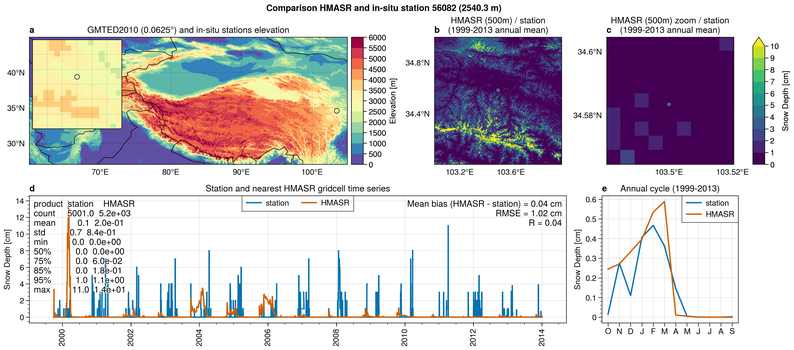 Comparison HMASR and in-situ station 56082 (2540.3 m)
a GMTED2010 (0.0625°) and in-situ stations elevation
40°N
35°N
30°N
70°E
85°E
100°E
6000
5500
5000
4500
4000
3500
3000
2500
2000
1500
1000
500
0
Elevation [m]
b HMASR (500m) / station
(1999-2013 annual mean)
34.8°N
34.4°N
103.2°E
103.6°E
c HMASR (500m) zoom / station
(1999-2013 annual mean)
34.6°N
34.58°N
103.5°E
103.52°E
10
9
8
7
6
5
4
3
2
1
0
Snow Depth [cm]
d Station and nearest HMASR gridcell time series
station
HMASR
Mean bias (HMASR - station) = 0.04 cm
RMSE = 1.02 cm
R = 0.04
product station HMASR
count 5001.0 5.2e+03
mean 0.1 2.0e-01
std 0.7 8.4e-01
min 0.0 0.0e+00
50% 0.0 0.0e+00
75% 0.0 6.0e-02
85% 0.0 1.8e-01
95% 1.0 1.1e+00
max 11.0 1.4e+01
Snow Depth [cm]
14
12
10
8
6
4
2
0
2000
2002
2004
2006
2008
2010
2012
2014
e Annual cycle (1999-2013)
station
HMASR
Snow Depth [cm]
0.6
0.5
0.4
0.3
0.2
0.1
0
O N D J F M A M J J A S